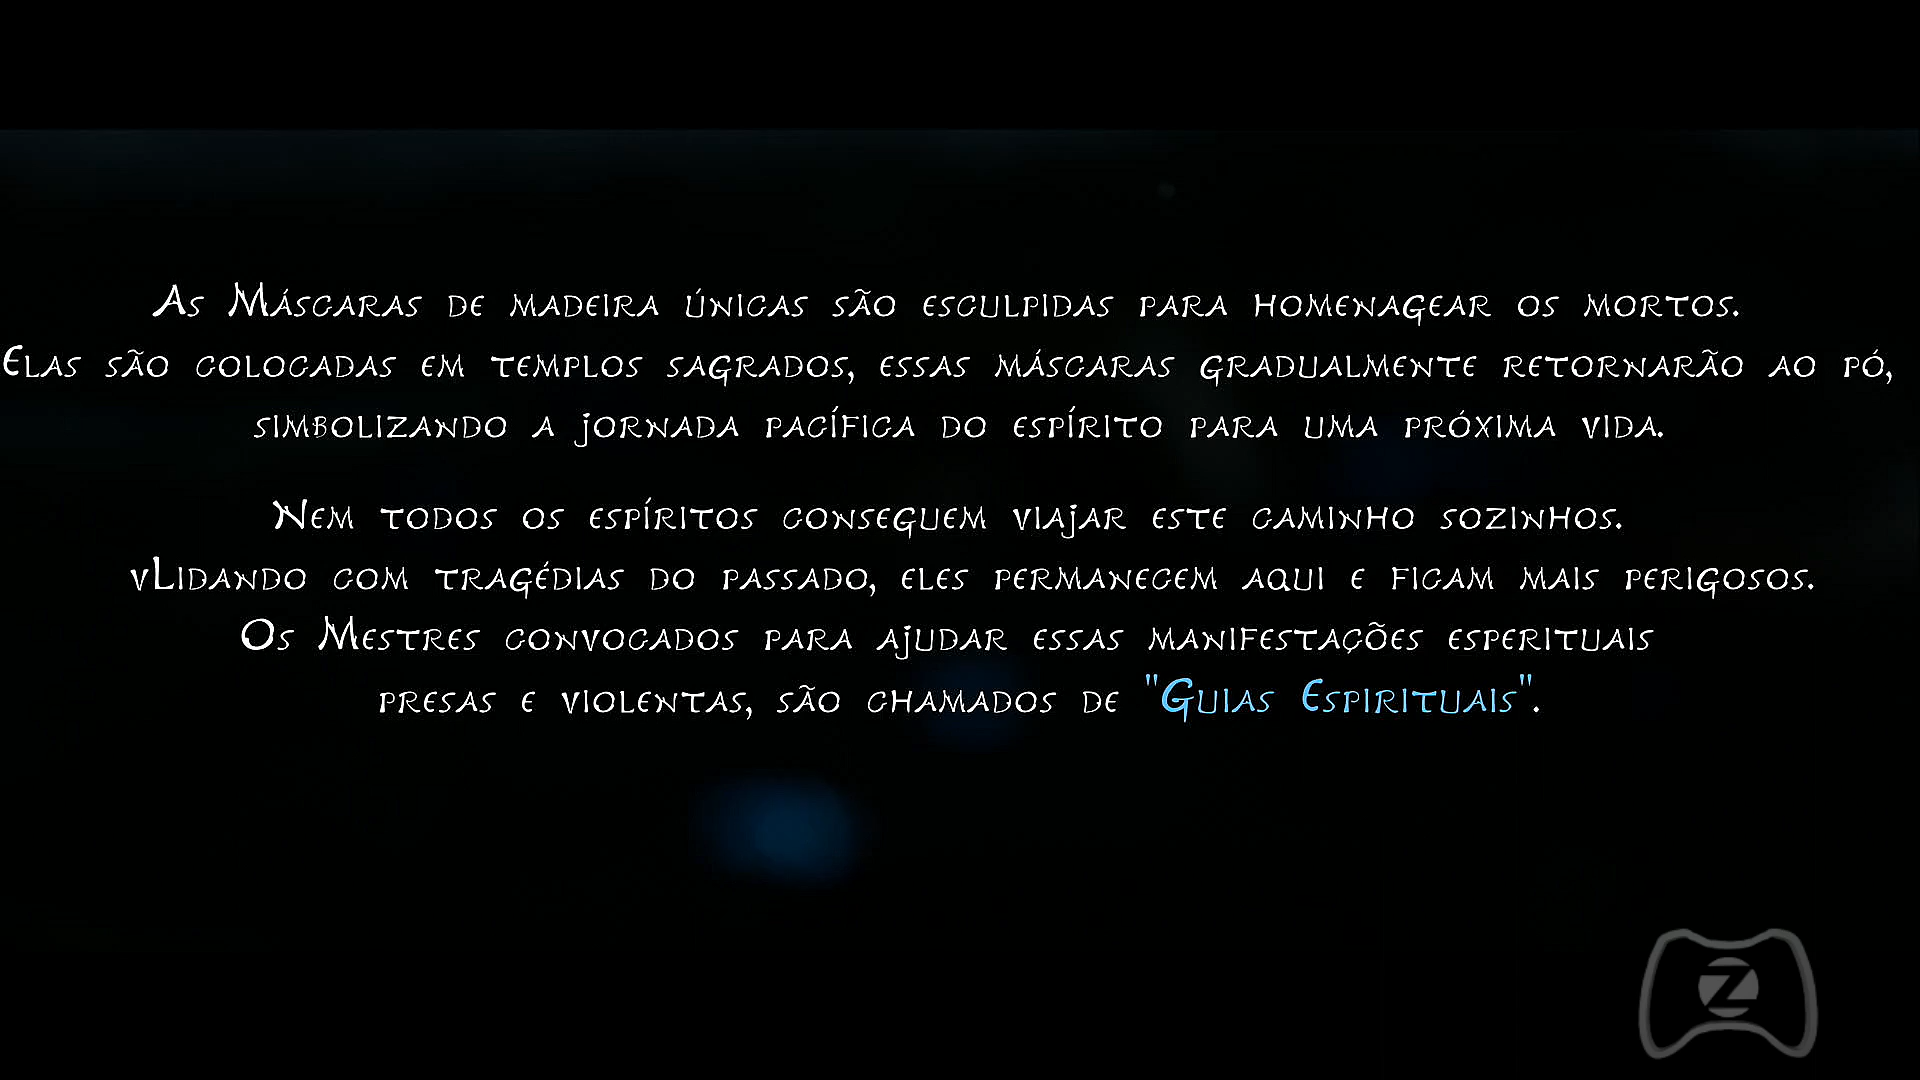 As Máscaras de madeira únicas são esculpidas para homenagear os mortos.
Elas são colocadas em templos sagrados, essas máscaras gradualmente retornarão ao pó,
simbolizando a jornada pacífica do espírito para uma próxima vida.
Nem todos os espíritos conseguem viajar este caminho sozinhos.
vLidando com tragédias do passado, eles permanecem aqui e ficam mais perigosos.
Os Mestres convocados para ajudar essas manifestações esperituais
presas e violentas, são chamados de "Guias Espirituais".
Z